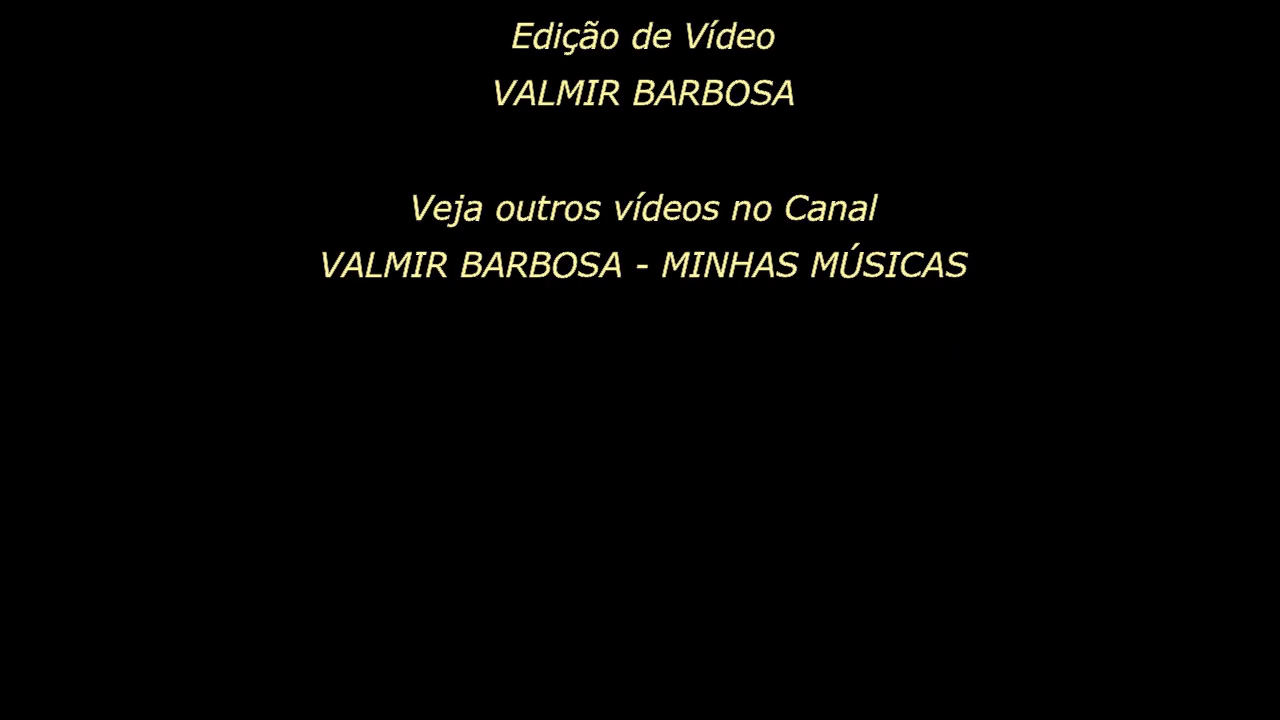 Edição de Vídeo
VALMIR BARBOSA
Veja outros vídeos no Canal
VALMIR BARBOSA - MINHAS MÚSICAS